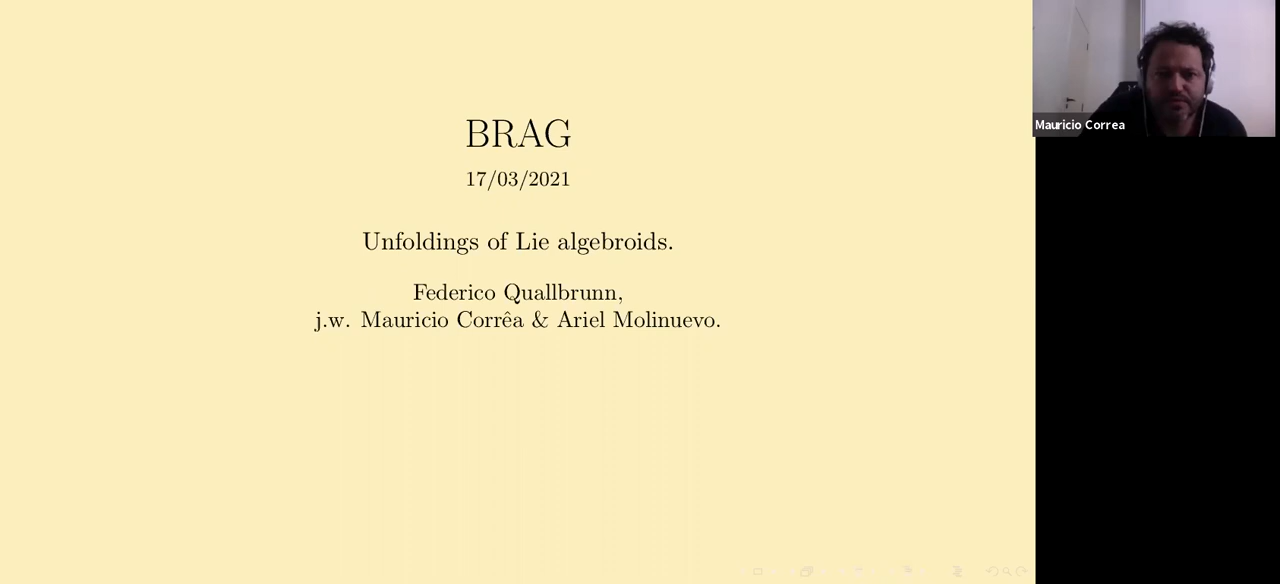 BRAG
17/03/2021
Unfoldings of Lie algebroids.
Federico Quallbrunn,
j.w. Mauricio Corrêa & Ariel Molinuevo.
Mauricio Correa